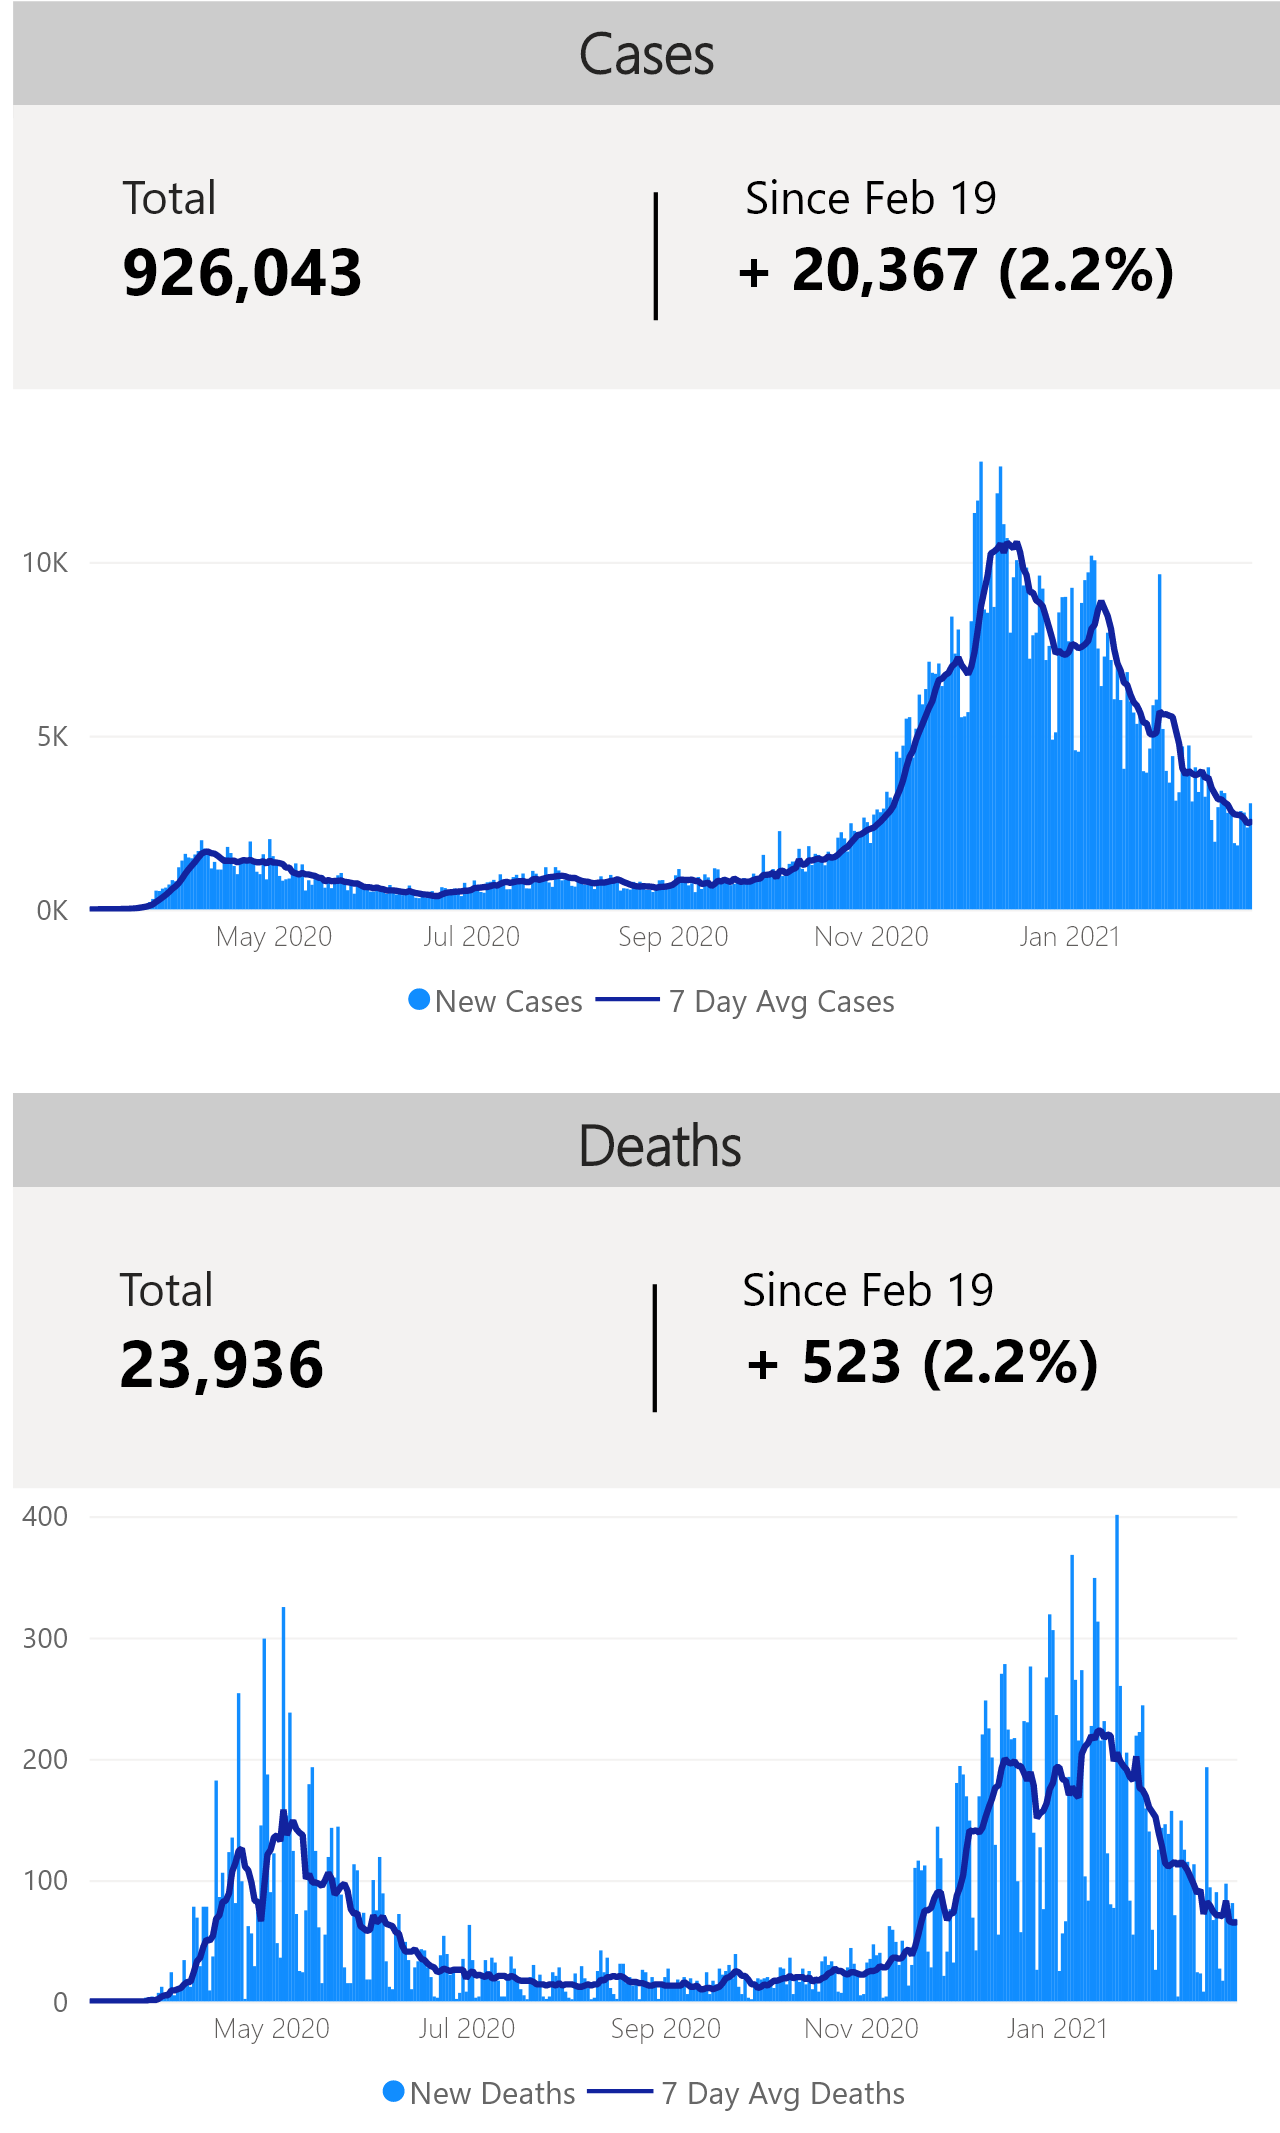 Cases
Total
Since Feb 19
926,043
+ 20,367 (2.2%)
10K
5K
0K
May 2020
Jul 2020
Sep 2020
Nov 2020
Jan 2021
New Cases
7 Day Avg Cases
Deaths
Total
Since Feb 19
23,936
+ 523 (2.2%)
400
300
200
100
0
May 2020
Jul 2020
Sep 2020
Nov 2020
Jan 2021
New Deaths
7 Day Avg Deaths